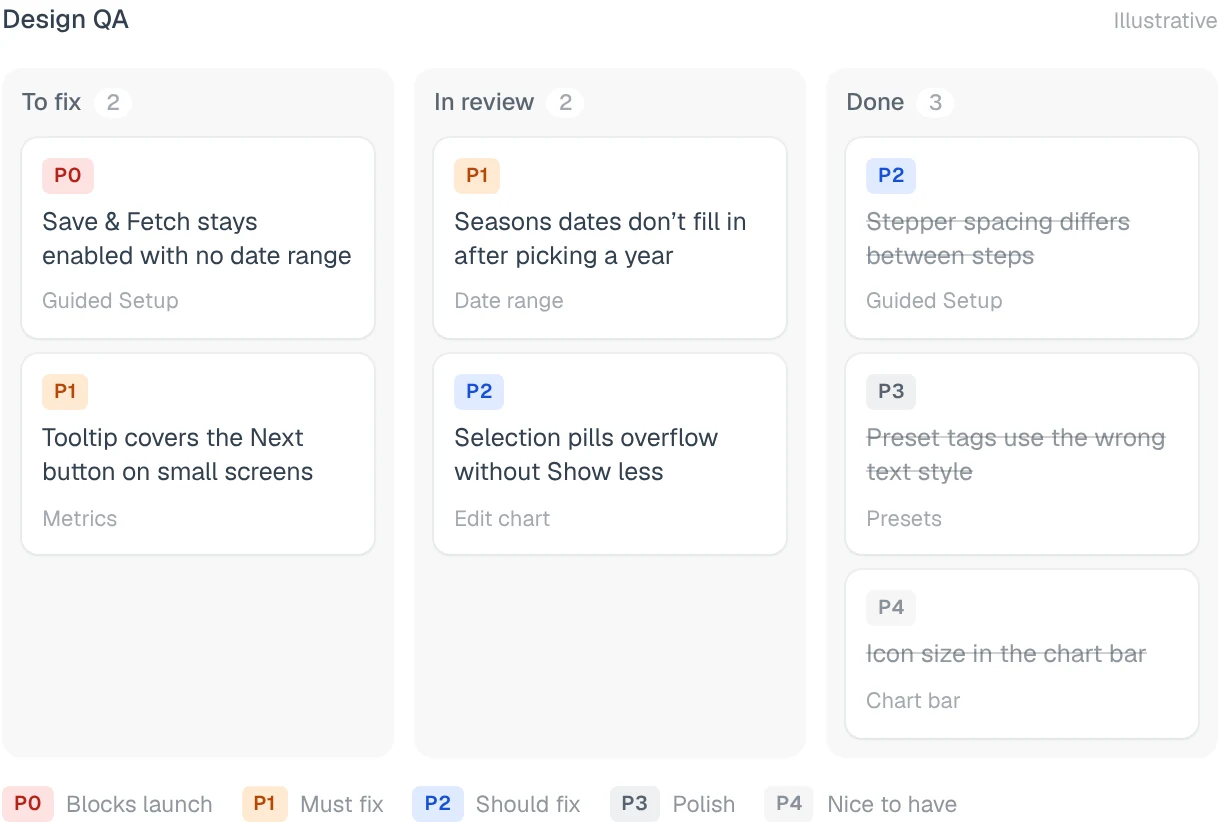 Design QA
Illustrative
To fix 2
P0
Save & Fetch stays
enabled with no date range
Guided Setup
P1
Tooltip covers the Next
button on small screens
Metrics
In review 2
P1
Seasons dates don’t fill in
after picking a year
Date range
P2
Selection pills overflow
without Show less
Edit chart
Done 3
P2
Stepper spacing differs
between steps
Guided Setup
P3
Preset tags use the wrong
text style
Presets
P4
Icon size in the chart bar
Chart bar
P0 Blocks launch P1 Must fix P2 Should fix P3 Polish P4 Nice to have